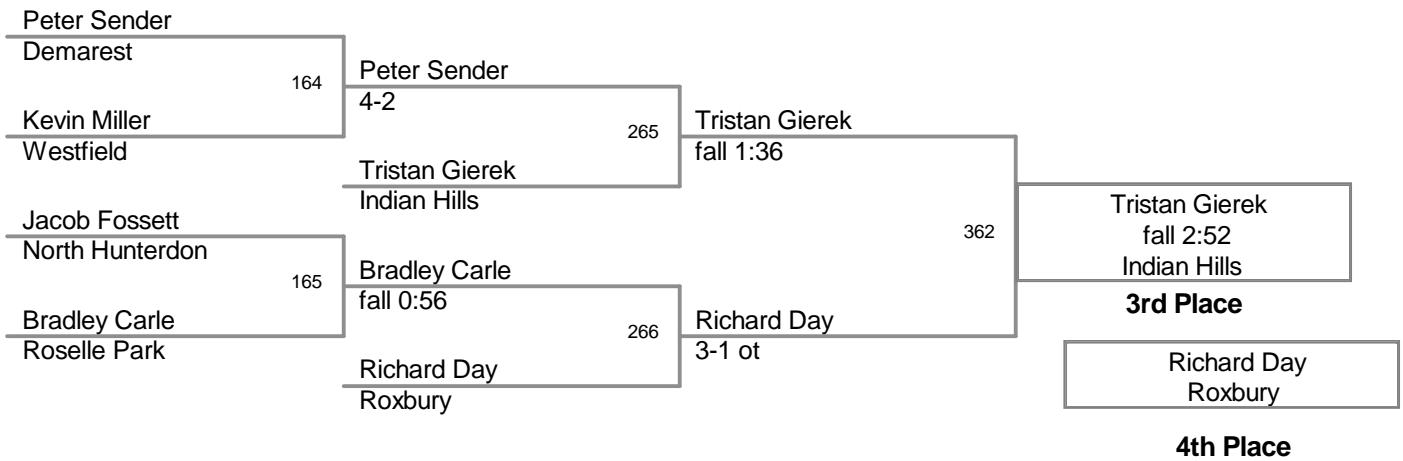 Peter Sender
Demarest
164
Kevin Miller
Westfield
Peter Sender
4-2
265
Tristan Gierek
Indian Hills
Jacob Fossett
North Hunterdon
165
Bradley Carle
Roselle Park
Bradley Carle
fall 0:56
266
Richard Day
Roxbury
Tristan Gierek
fall 1:36
362
Richard Day
3-1 ot
Tristan Gierek
fall 2:52
Indian Hills
3rd Place
Richard Day
Roxbury
4th Place